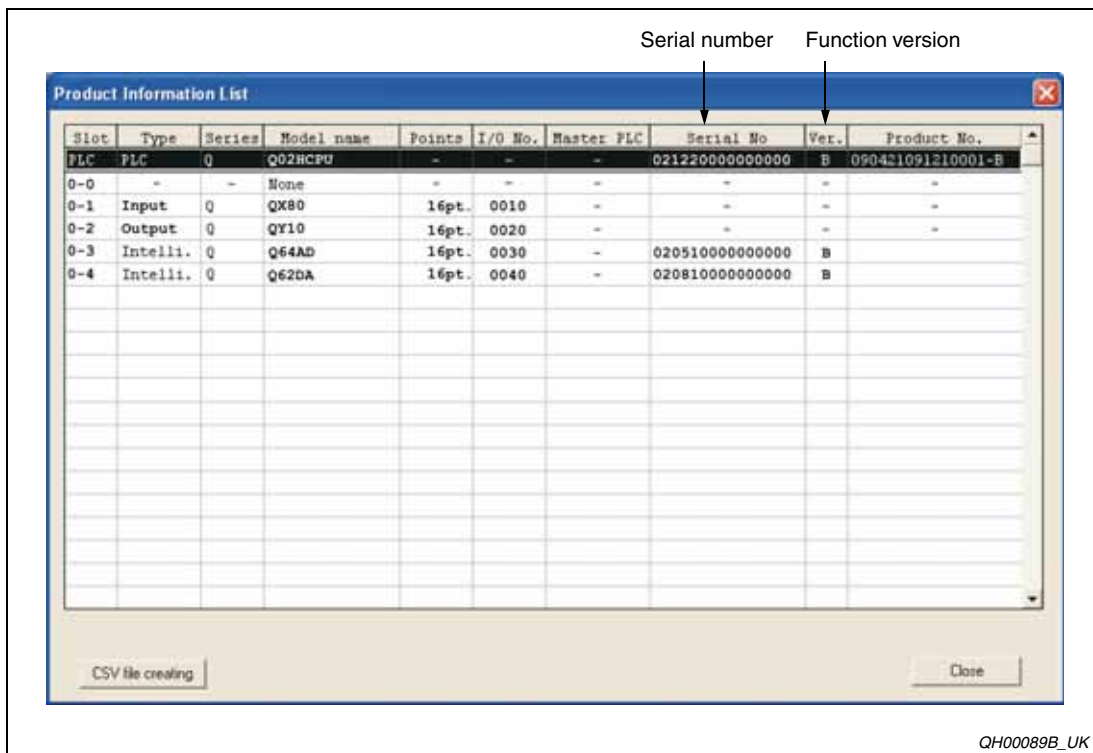 Serial number Function version
Product Information List
Slot Type Series Model name Points I/O No. Master PLC Serial No Ver. Product No.
PLC PLC Q Q02HCPU - - - 021220000000000 B 090421091210001-B
0-0 - - None - - - - - -
0-1 Input Q QX80 16pt. 0010 - - - -
0-2 Output Q QY10 16pt. 0020 - - - -
0-3 Intelli. Q Q64AD 16pt. 0030 - 020510000000000 B
0-4 Intelli. Q Q62DA 16pt. 0040 - 020810000000000 B
CSV file creating Close
QH00089B_UK